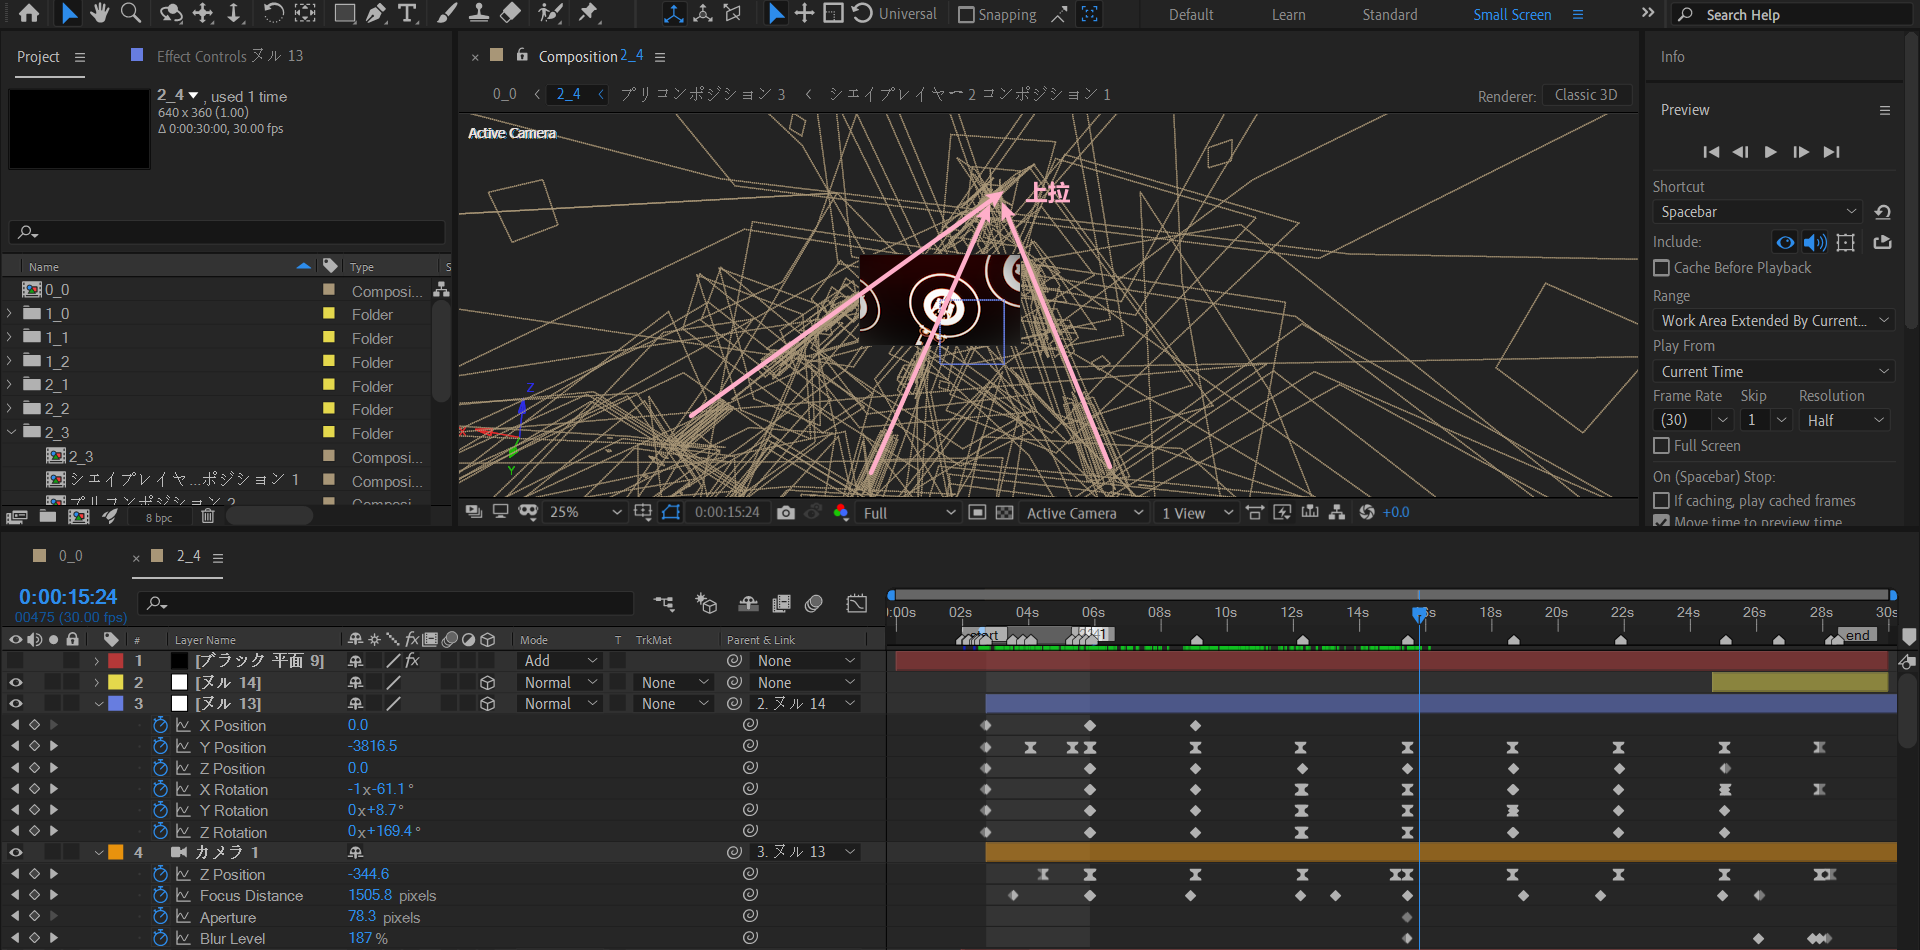 Universal
Snapping
Default
Learn
Standard
Small Screen
Search Help
Project
Effect Controls ヌル 13
2_4 , used 1 time
640 x 360 (1.00)
Δ 0:00:30:00, 30.00 fps
Name
Type
S
0_0
Composi...
1_0
Folder
1_1
Folder
1_2
Folder
2_1
Folder
2_2
Folder
2_3
Folder
2_3
Composi...
シェイプレイヤ...ポジション 1
Composi...
プリコンポジション 2
Composi...
8 bpc
Composition 2_4
0_0
2_4
プリコンポジション 3
シェイプレイヤー 2 コンポジション 1
Renderer:
Classic 3D
Active Camera
上拉
Z
Y
25%
0:00:15:24
Full
Active Camera
1 View
+0.0
Info
Preview
Shortcut
Spacebar
Include:
Cache Before Playback
Range
Work Area Extended By Current...
Play From
Current Time
Frame Rate
Skip
Resolution
(30)
1
Half
Full Screen
On (Spacebar) Stop:
If caching, play cached frames
Move time to preview time
0_0
2_4
0:00:15:24
00475 (30.00 fps)
:00s
02s
04s
06s
08s
10s
12s
14s
18s
20s
22s
24s
26s
28s
30s
start
end
#
Layer Name
fx
Mode
T
TrkMat
Parent & Link
1
[ブラック 平面 9]
fx
Add
None
2
[ヌル 14]
Normal
None
None
3
[ヌル 13]
Normal
None
2. ヌル 14
X Position
0.0
Y Position
-3816.5
Z Position
0.0
X Rotation
-1x-61.1°
Y Rotation
0x+8.7°
Z Rotation
0x+169.4°
4
カメラ 1
3. ヌル 13
Z Position
-344.6
Focus Distance
1505.8 pixels
Aperture
78.3 pixels
Blur Level
187 %